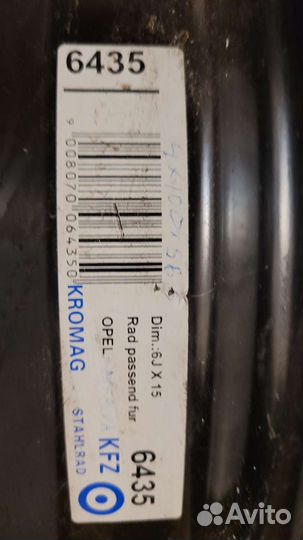 6435
9 008070 064350
KROMAG
STAHLRAD
Dim.:6J X 15
Rad passend fur
OPEL
KFZ
6435
Avito